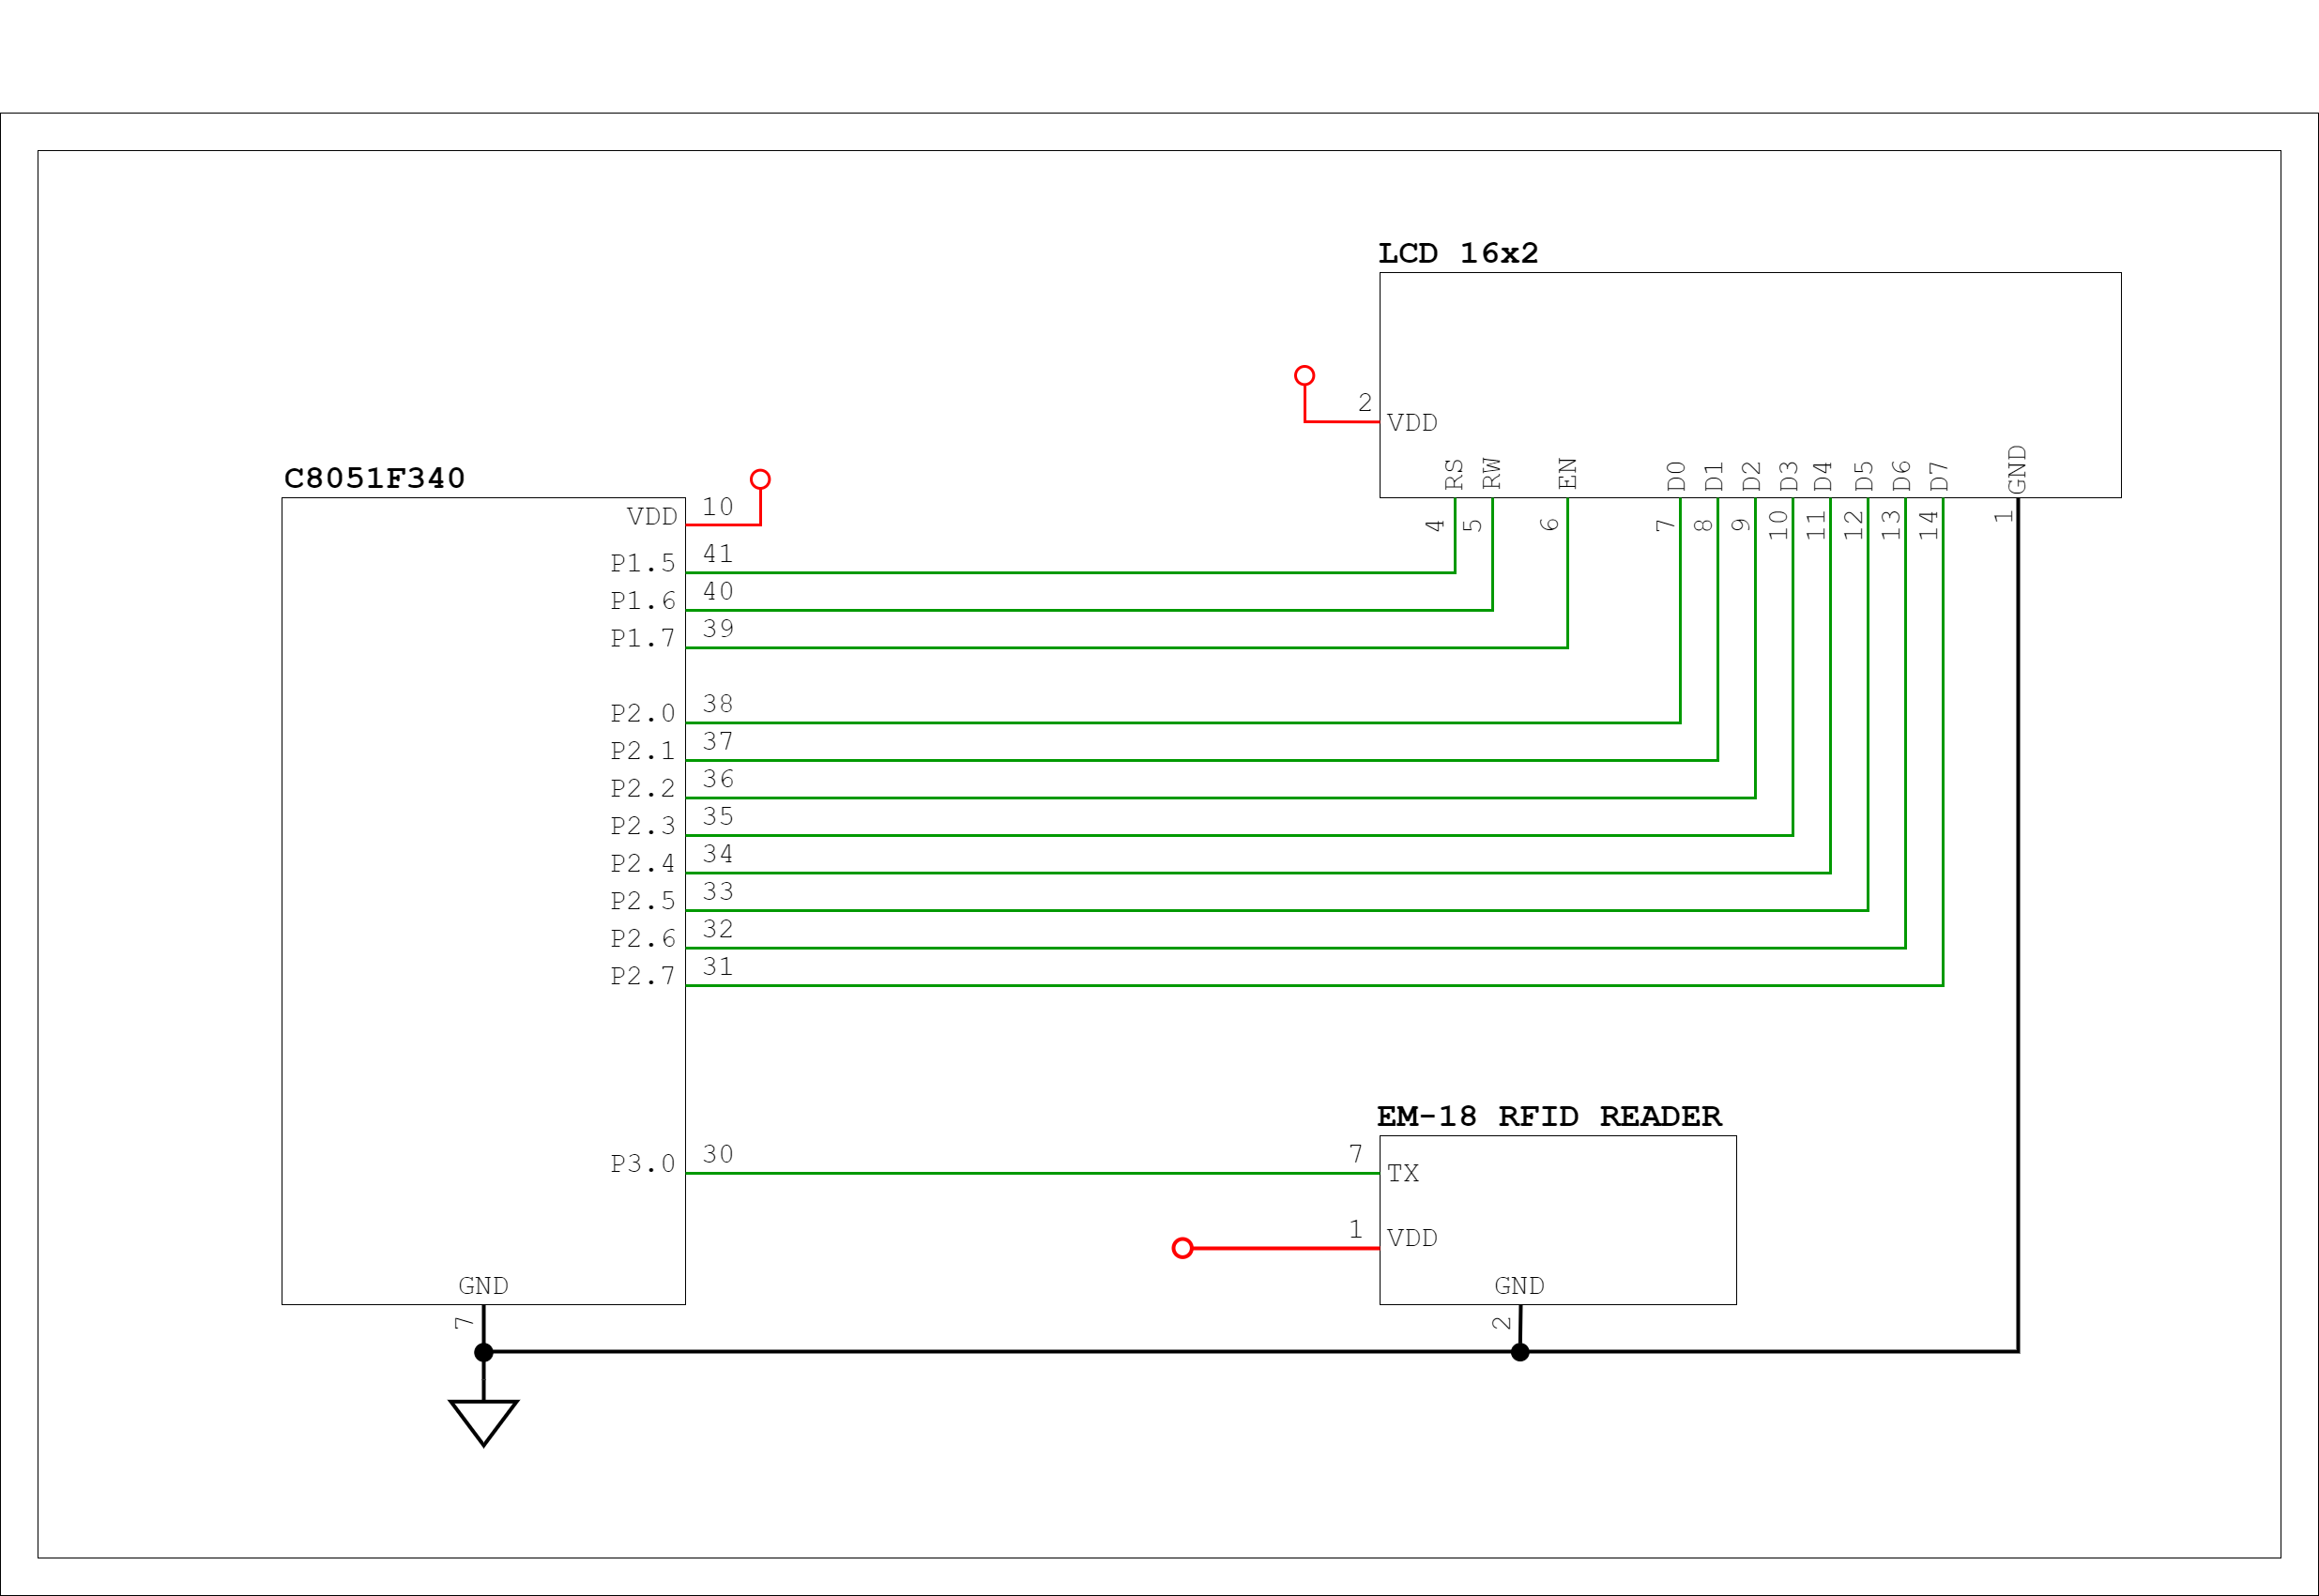 LCD 16x2
2
VDD
RS RW EN D0 D1 D2 D3 D4 D5 D6 D7 GND
4 5 6 7 8 9 10 11 12 13 14 1
C8051F340
VDD 10
P1.5 41
P1.6 40
P1.7 39
P2.0 38
P2.1 37
P2.2 36
P2.3 35
P2.4 34
P2.5 33
P2.6 32
P2.7 31
P3.0 30
GND
7
EM-18 RFID READER
7 TX
1 VDD
GND
2